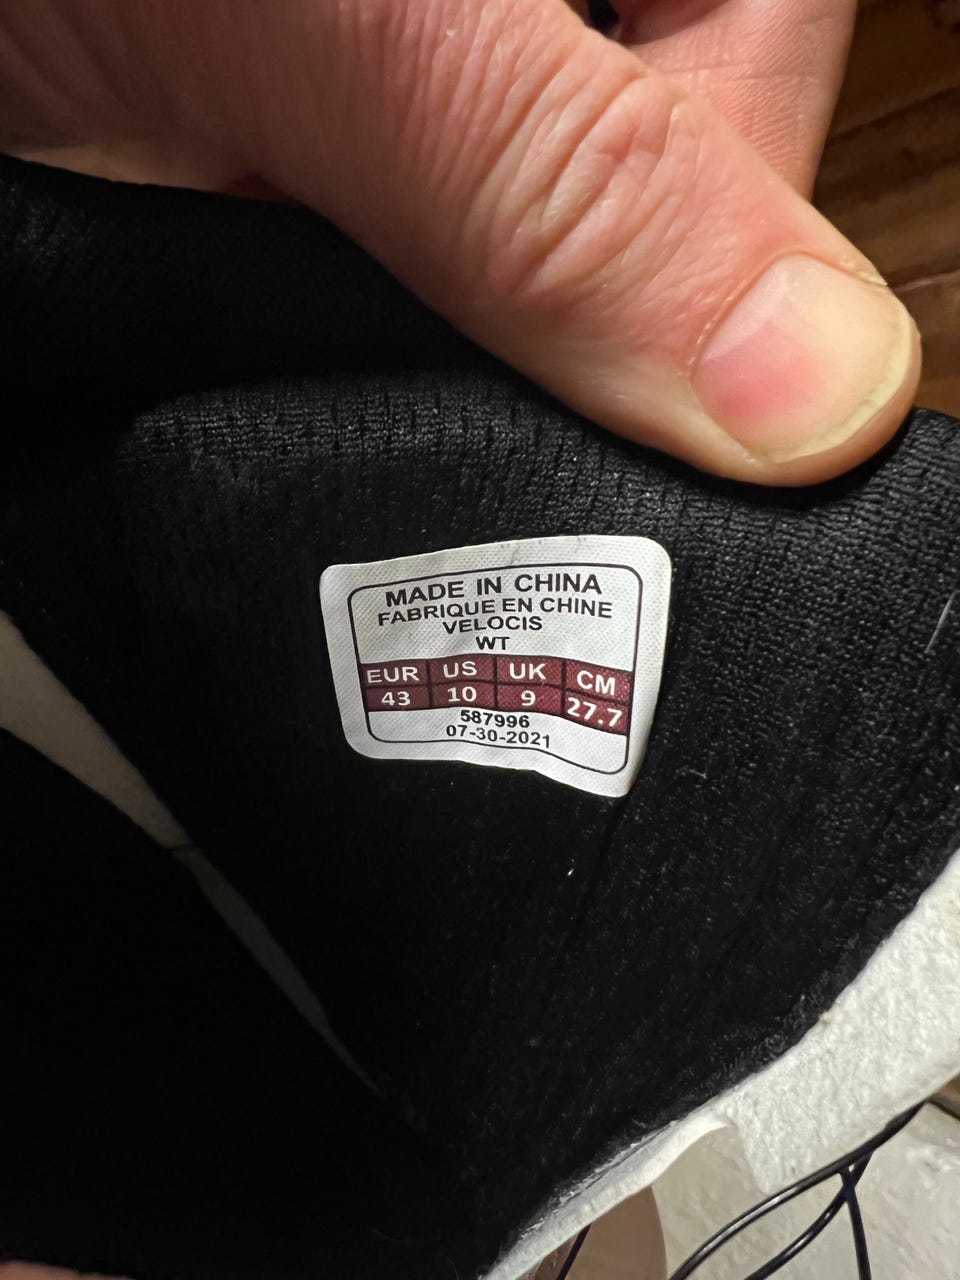 MADE IN CHINA
FABRIQUE EN CHINE
VELOCIS
WT
EUR US UK CM
43 10 9 27.7
587996
07-30-2021